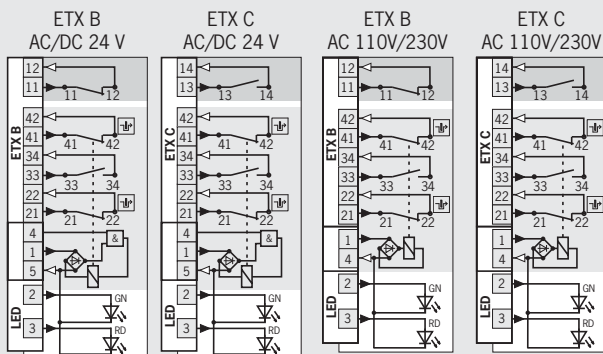 ETX B
AC/DC 24 V
12
11
11 12
42
41
41 42
34
33
33 34
22
21
21 22
ETX B
4
&
1
5
2
GN
3
RD
LED
ETX C
AC/DC 24 V
14
13
13 14
42
41
41 42
34
33
33 34
22
21
21 22
ETX C
4
&
1
5
2
GN
3
RD
LED
ETX B
AC 110V/230V
12
11
11 12
42
41
41 42
34
33
33 34
22
21
21 22
ETX B
1
4
2
GN
3
RD
LED
ETX C
AC 110V/230V
14
13
13 14
42
41
41 42
34
33
33 34
22
21
21 22
ETX C
1
4
2
GN
3
RD
LED